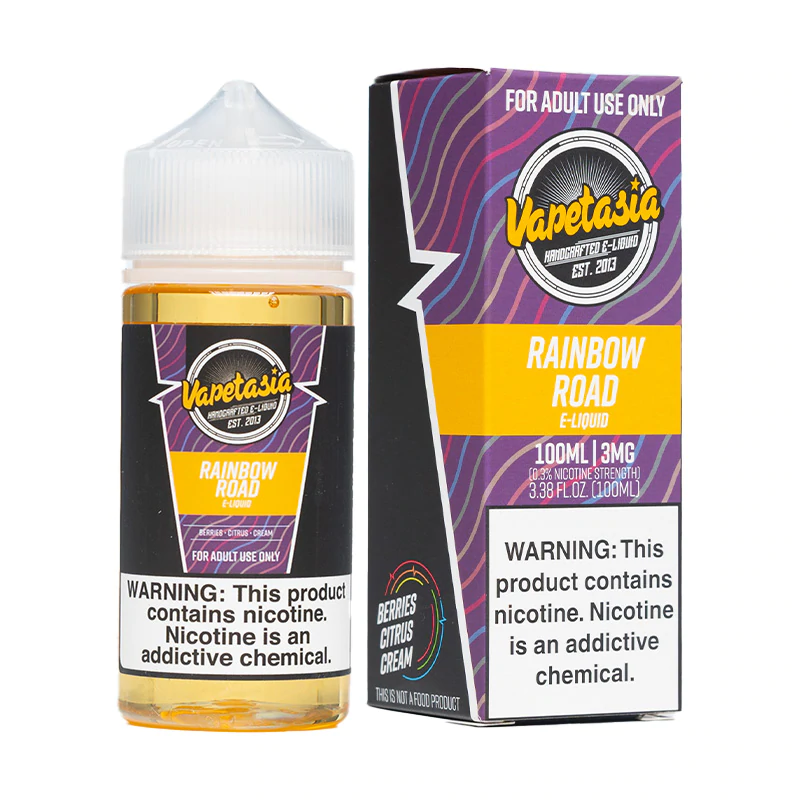 OPEN
Vapetasia
HANDCRAFTED E-LIQUID
EST. 2013
RAINBOW
ROAD
E-LIQUID
BERRIES • CITRUS • CREAM
FOR ADULT USE ONLY
WARNING: This product
contains nicotine.
Nicotine is an
addictive chemical.
FOR ADULT USE ONLY
Vapetasia
HANDCRAFTED E-LIQUID
EST. 2013
RAINBOW
ROAD
E-LIQUID
100ML | 3MG
(0.3% NICOTINE STRENGTH)
3.38 FL.OZ. (100ML)
WARNING: This
product contains
nicotine. Nicotine
is an addictive
chemical.
BERRIES
CITRUS
CREAM
THIS IS NOT A FOOD PRODUCT